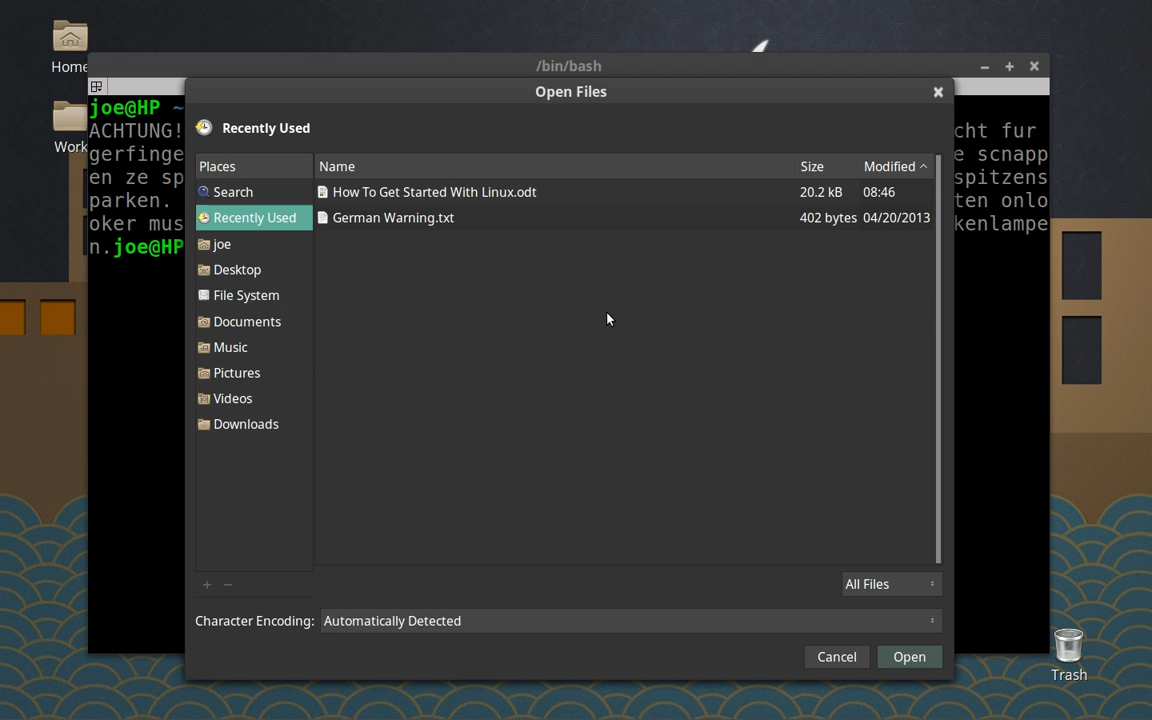 Home
Work
/bin/bash
Open Files
joe@HP ~
ACHTUNG!
cht fur
gerfinge
e scnapp
en ze sp
spitzens
parken.
ten onlo
oker mus
kenlampe
n.joe@HP
Recently Used
Places
Name Size Modified
Search
Recently Used
joe
Desktop
File System
Documents
Music
Pictures
Videos
Downloads
How To Get Started With Linux.odt 20.2 kB 08:46
German Warning.txt 402 bytes 04/20/2013
+ −
All Files
Character Encoding: Automatically Detected
Cancel Open
Trash